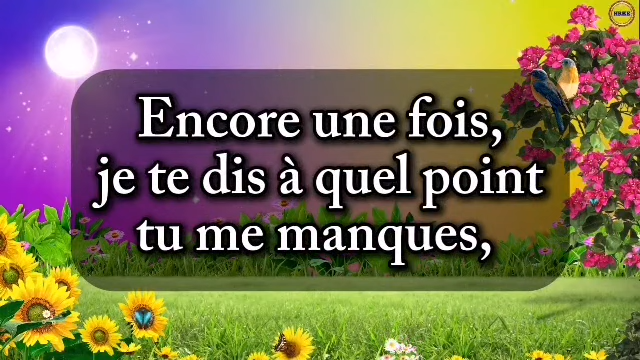 Encore une fois,
je te dis à quel point
tu me manques,